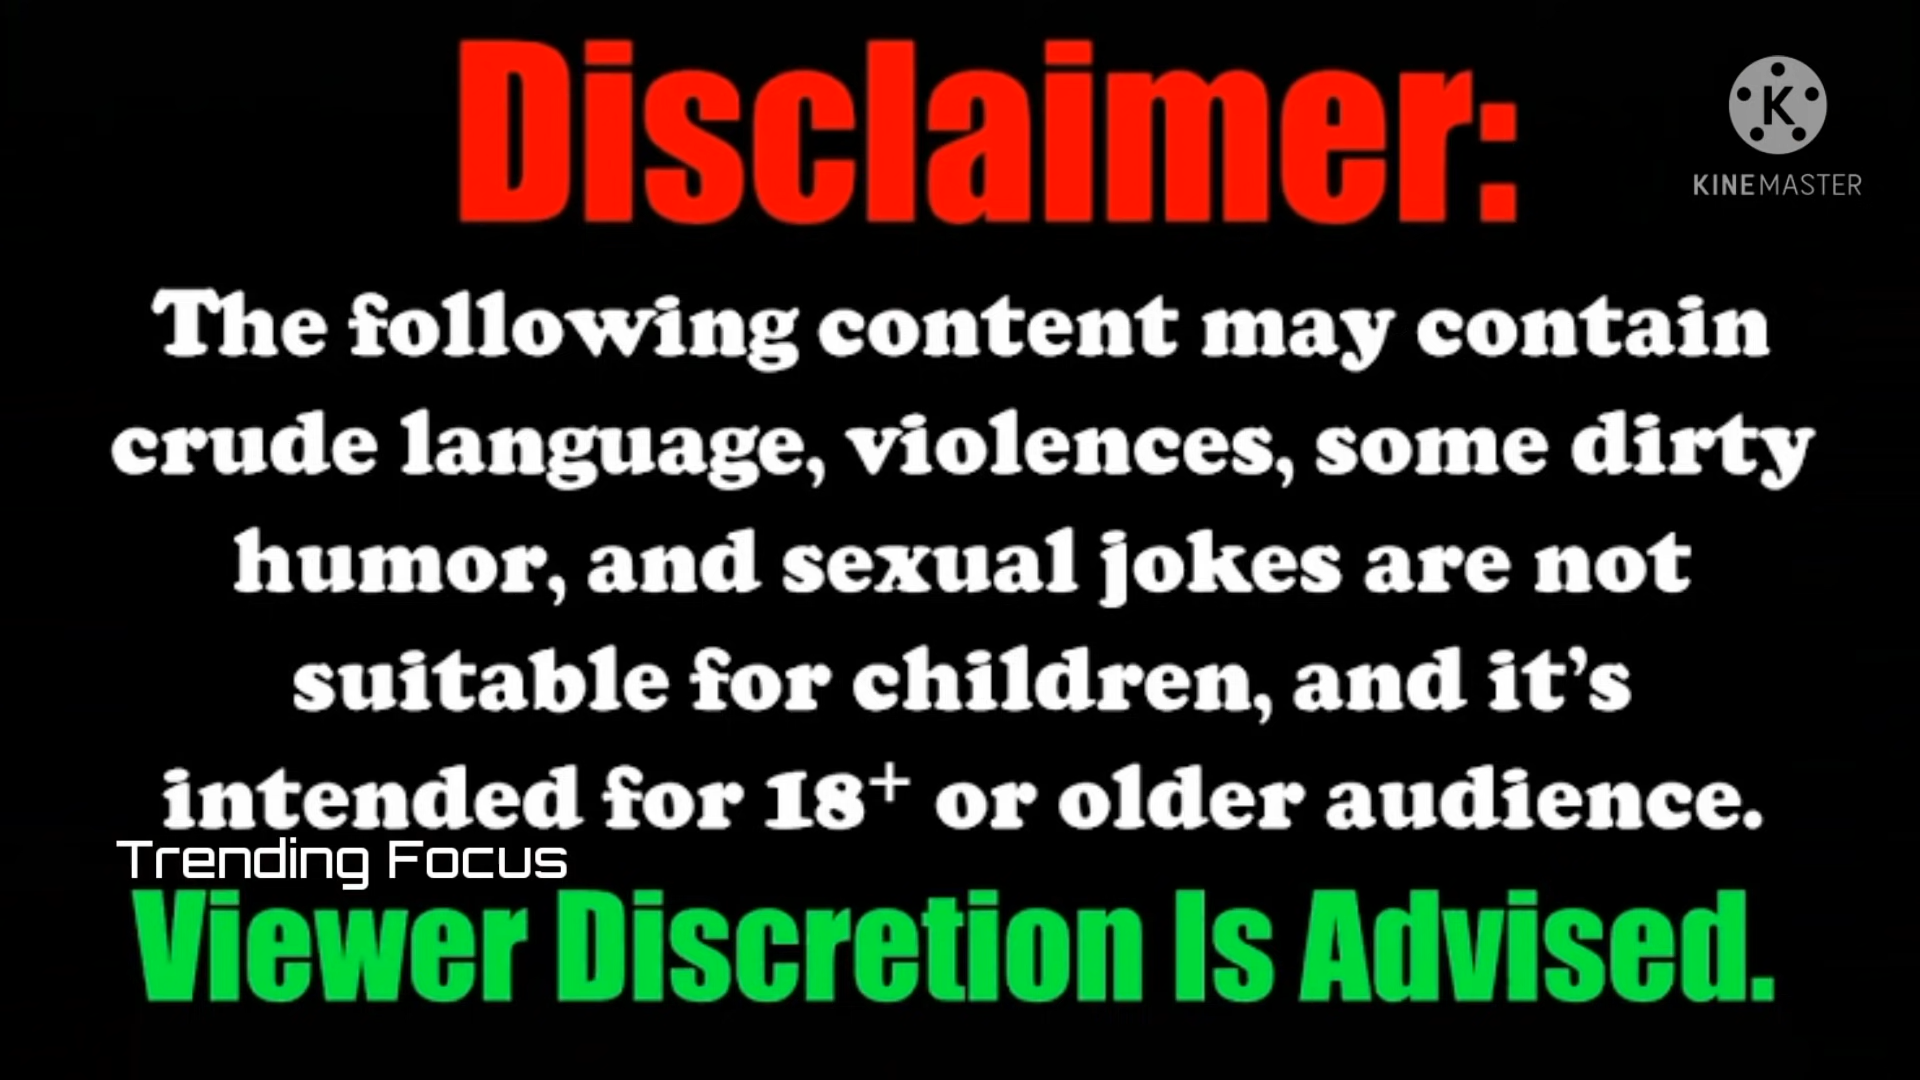 Disclaimer:
K
KINEMASTER
The following content may contain
crude language, violences, some dirty
humor, and sexual jokes are not
suitable for children, and it’s
intended for 18+ or older audience.
Trending Focus
Viewer Discretion Is Advised.